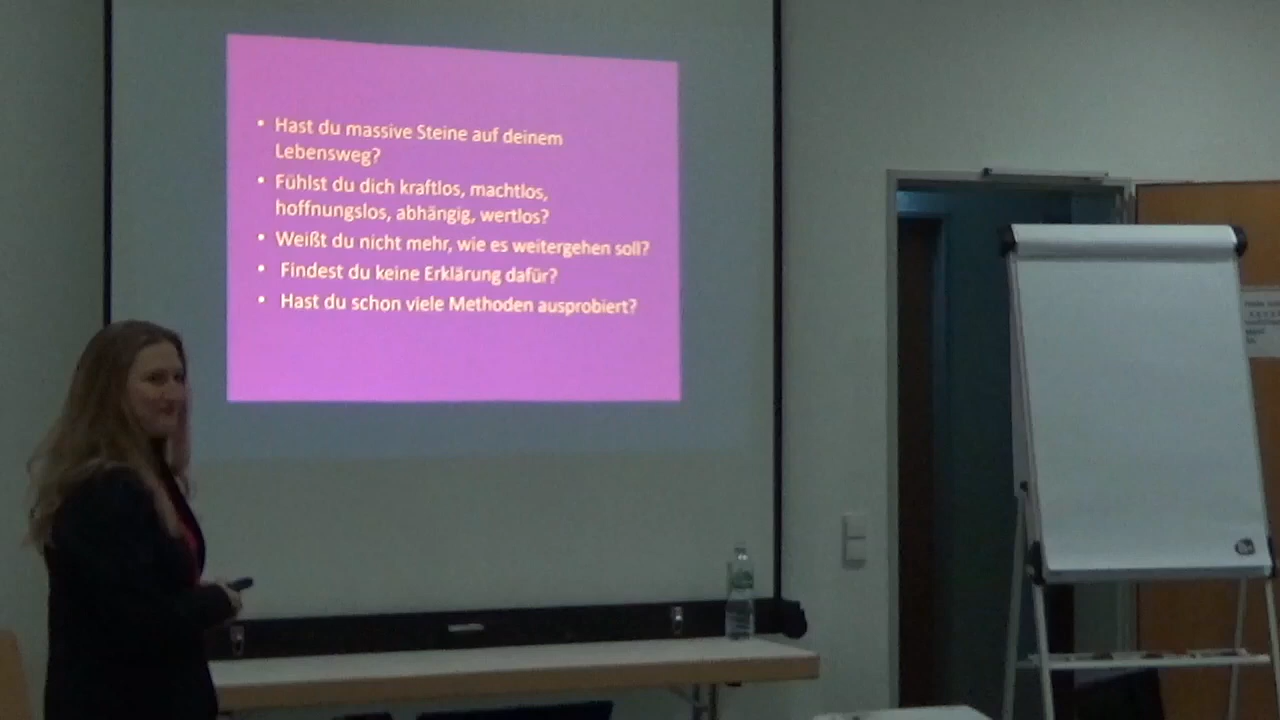 • Hast du massive Steine auf deinem
Lebensweg?
• Fühlst du dich kraftlos, machtlos,
hoffnungslos, abhängig, wertlos?
• Weißt du nicht mehr, wie es weitergehen soll?
• Findest du keine Erklärung dafür?
• Hast du schon viele Methoden ausprobiert?